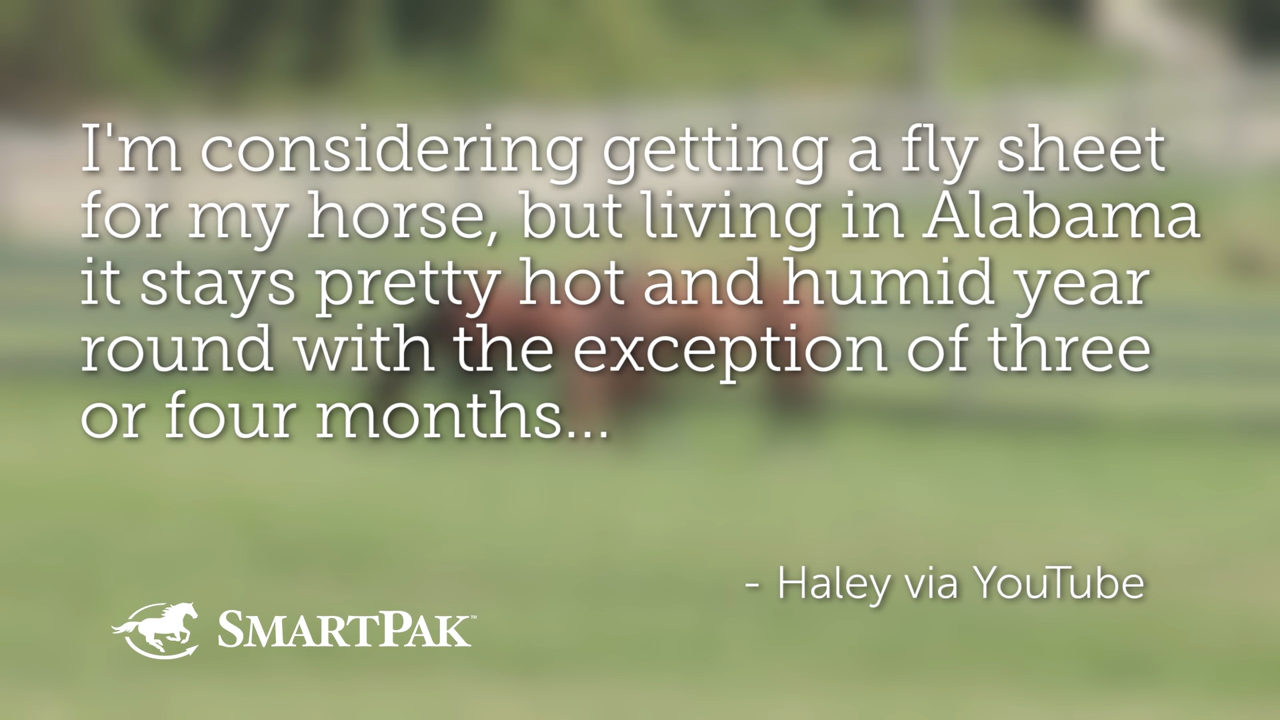 I'm considering getting a fly sheet
for my horse, but living in Alabama
it stays pretty hot and humid year
round with the exception of three
or four months...
- Haley via YouTube
SMARTPAK™